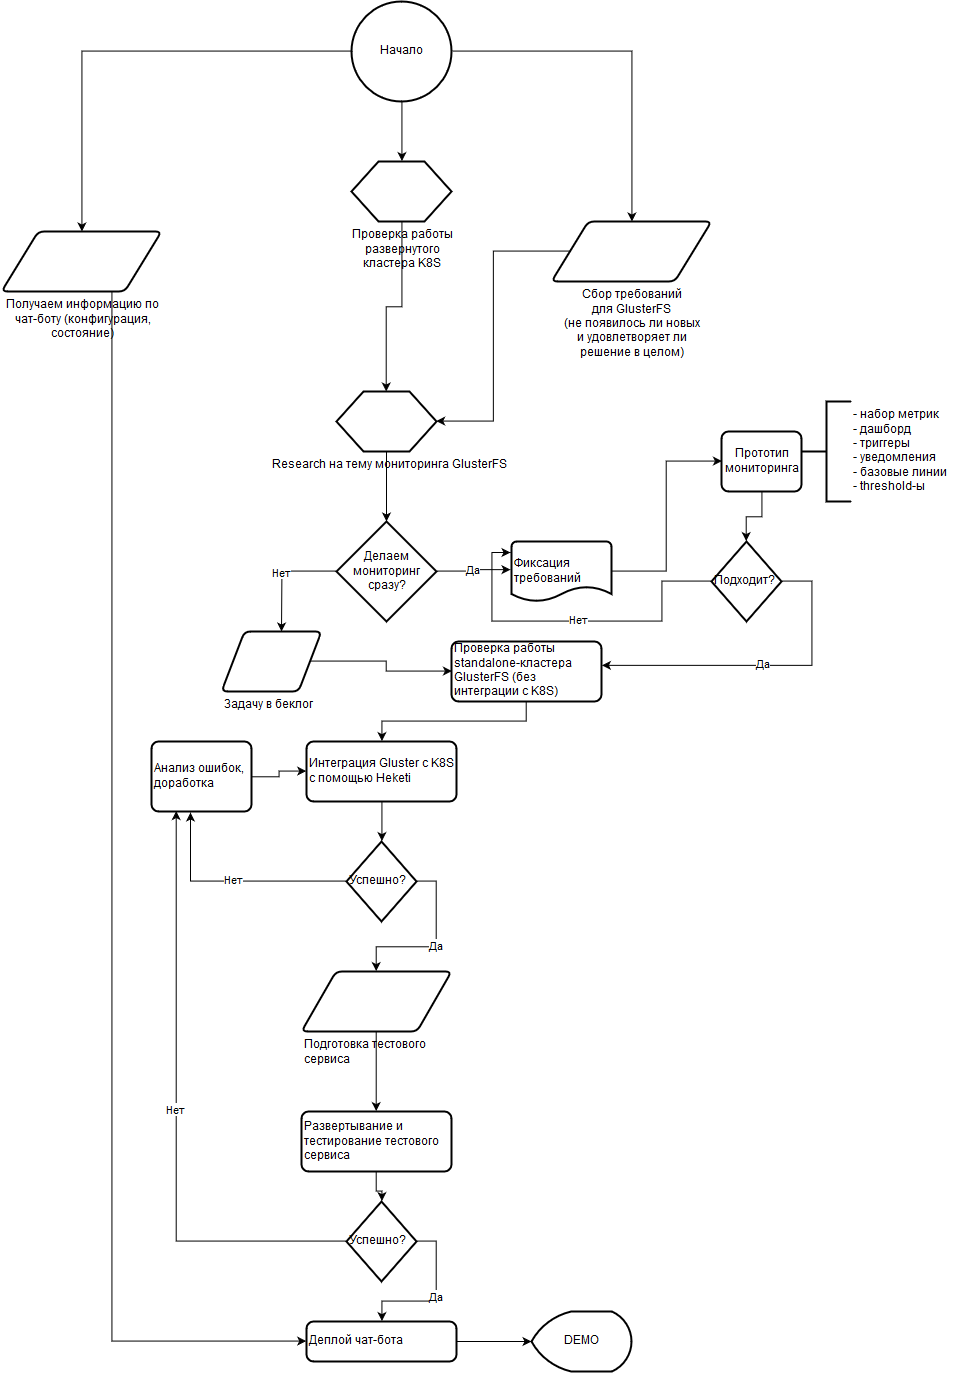 Начало
Проверка работы
развернутого
кластера K8S
Получаем информацию по
чат-боту (конфигурация,
состояние)
Сбор требований
для GlusterFS
(не появилось ли новых
и удовлетворяет ли
решение в целом)
Research на тему мониторинга GlusterFS
Прототип
мониторинга
- набор метрик
- дашборд
- триггеры
- уведомления
- базовые линии
- threshold-ы
Делаем
мониторинг
сразу?
Нет
Да
Фиксация
требований
Подходит?
Нет
Да
Задачу в беклог
Проверка работы
standalone-кластера
GlusterFS (без
интеграции с K8S)
Анализ ошибок,
доработка
Интеграция Gluster с K8S
с помощью Heketi
Успешно?
Нет
Да
Подготовка тестового
сервиса
Нет
Развертывание и
тестирование тестового
сервиса
Успешно?
Да
Деплой чат-бота
DEMO